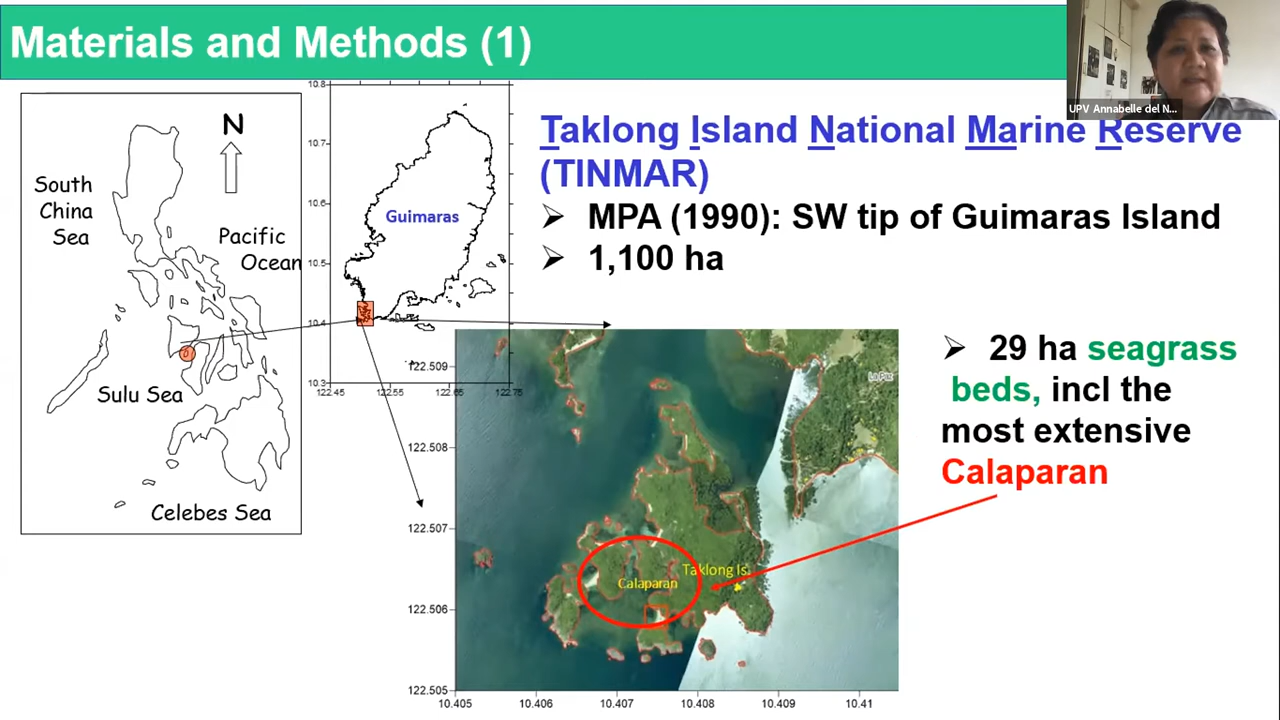 Materials and Methods (1)
UPV Annabelle del N...
N
South
China
Sea
Pacific
Ocean
Sulu Sea
Celebes Sea
10.8
10.7
10.6
10.5
10.4
10.3
122.45
122.55
122.65
122.75
Guimaras
Taklong Island National Marine Reserve
(TINMAR)
➢ MPA (1990): SW tip of Guimaras Island
➢ 1,100 ha
➢ 29 ha seagrass
beds, incl the
most extensive
Calaparan
122.509
122.508
122.507
122.506
122.505
10.405
10.406
10.407
10.408
10.409
10.41
Taklong Is.
Calaparan